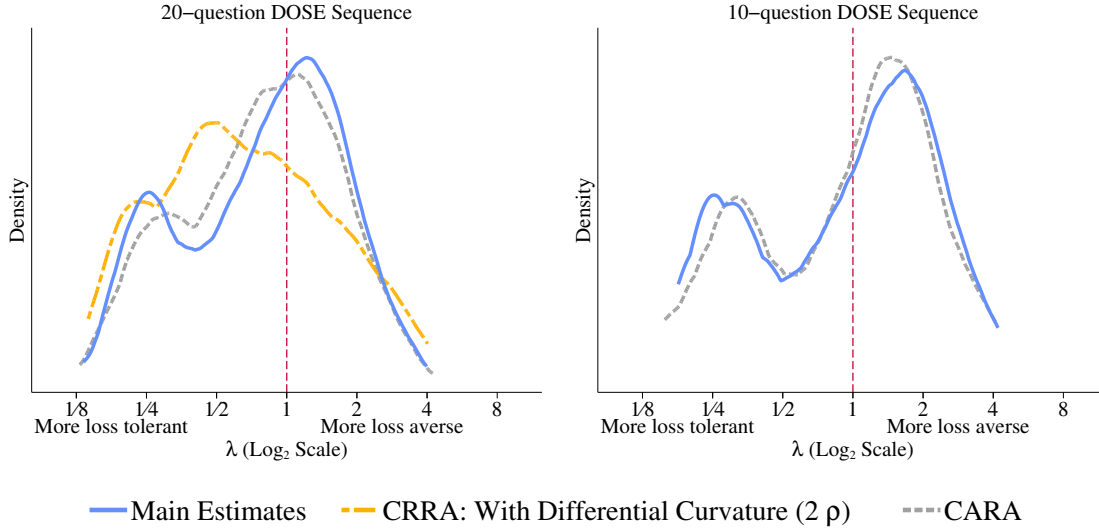 20−question DOSE Sequence
Density
1⁄8 1⁄4 1⁄2 1 2 4 8
More loss tolerant More loss averse
λ (Log₂ Scale)
10−question DOSE Sequence
Density
1⁄8 1⁄4 1⁄2 1 2 4 8
More loss tolerant More loss averse
λ (Log₂ Scale)
Main Estimates CRRA: With Differential Curvature (2 ρ) CARA